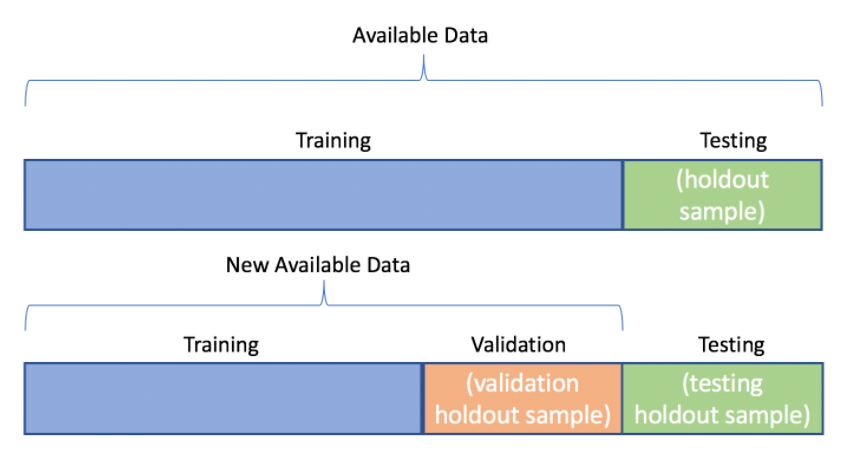 Available Data
Training
Testing
(holdout
sample)
New Available Data
Training
Validation
Testing
(validation
holdout sample)
(testing
holdout sample)